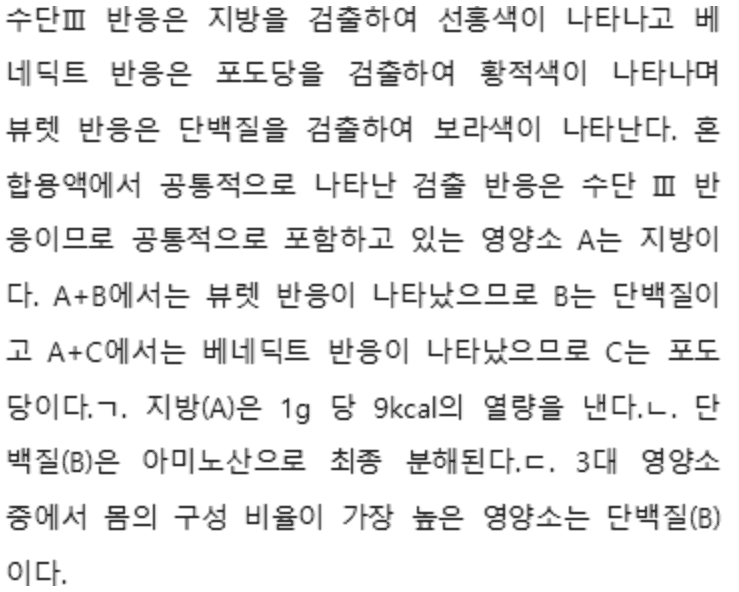 수단Ⅲ 반응은 지방을 검출하여 선홍색이 나타나고 베
네딕트 반응은 포도당을 검출하여 황적색이 나타나며
뷰렛 반응은 단백질을 검출하여 보라색이 나타난다. 혼
합용액에서 공통적으로 나타난 검출 반응은 수단 Ⅲ 반
응이므로 공통적으로 포함하고 있는 영양소 A는 지방이
다. A+B에서는 뷰렛 반응이 나타났으므로 B는 단백질이
고 A+C에서는 베네딕트 반응이 나타났으므로 C는 포도
당이다.ㄱ. 지방(A)은 1g 당 9kcal의 열량을 낸다.ㄴ. 단
백질(B)은 아미노산으로 최종 분해된다.ㄷ. 3대 영양소
중에서 몸의 구성 비율이 가장 높은 영양소는 단백질(B)
이다.